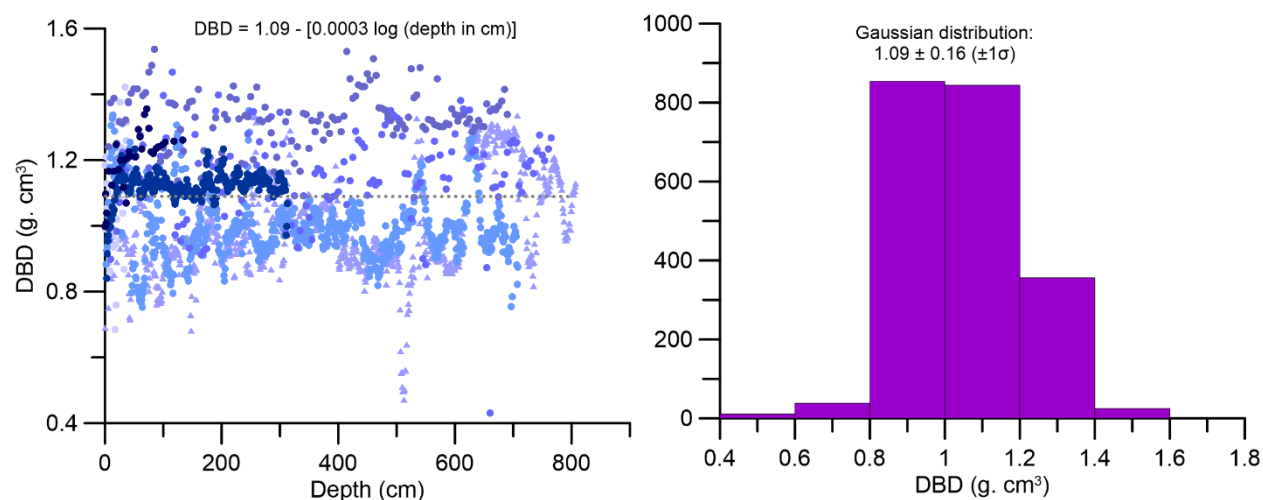 DBD = 1.09 - [0.0003 log (depth in cm)]
1.6
1.2
0.8
0.4
DBD (g. cm³)
0 200 400 600 800
Depth (cm)
Gaussian distribution:
1.09 ± 0.16 (±1σ)
1000
800
600
400
200
0
0.4 0.6 0.8 1 1.2 1.4 1.6 1.8
DBD (g. cm³)